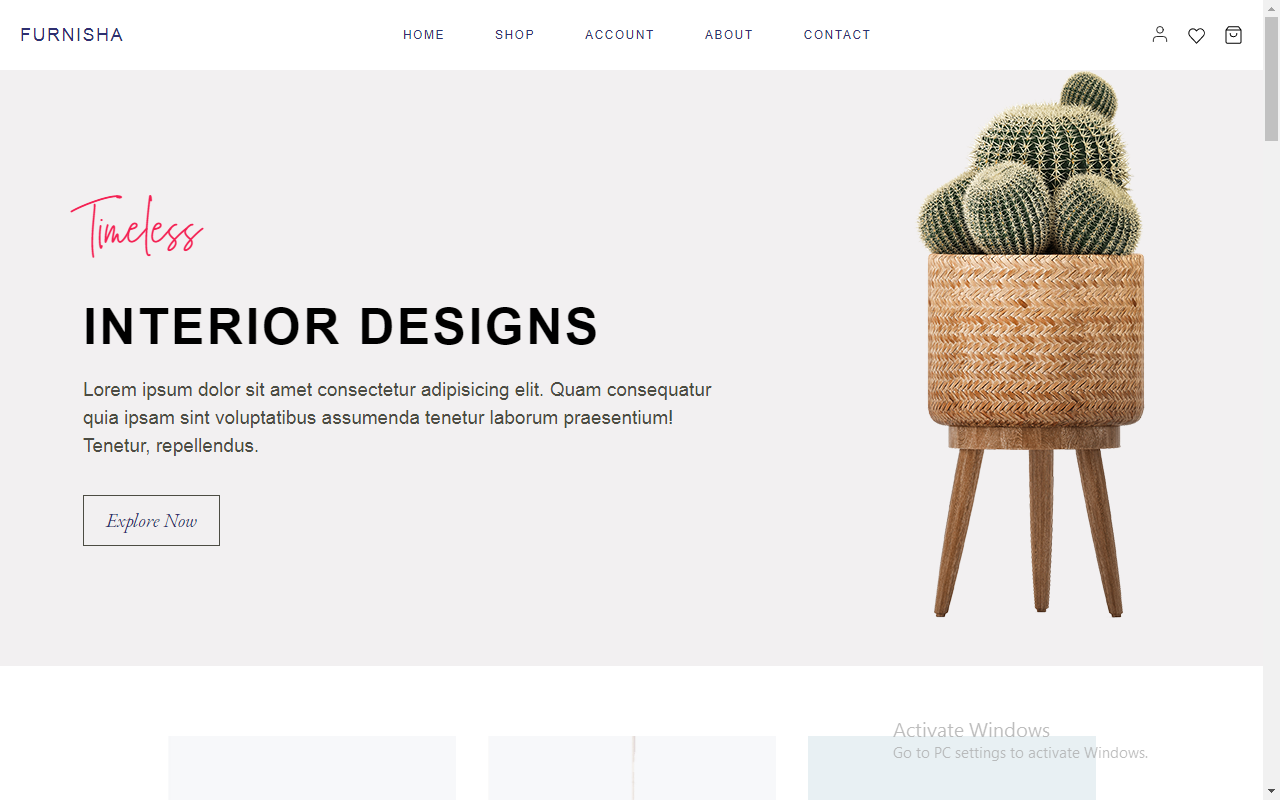 FURNISHA
HOME SHOP ACCOUNT ABOUT CONTACT
Timeless
INTERIOR DESIGNS
Lorem ipsum dolor sit amet consectetur adipisicing elit. Quam consequatur
quia ipsam sint voluptatibus assumenda tenetur laborum praesentium!
Tenetur, repellendus.
Explore Now
Activate Windows
Go to PC settings to activate Windows.